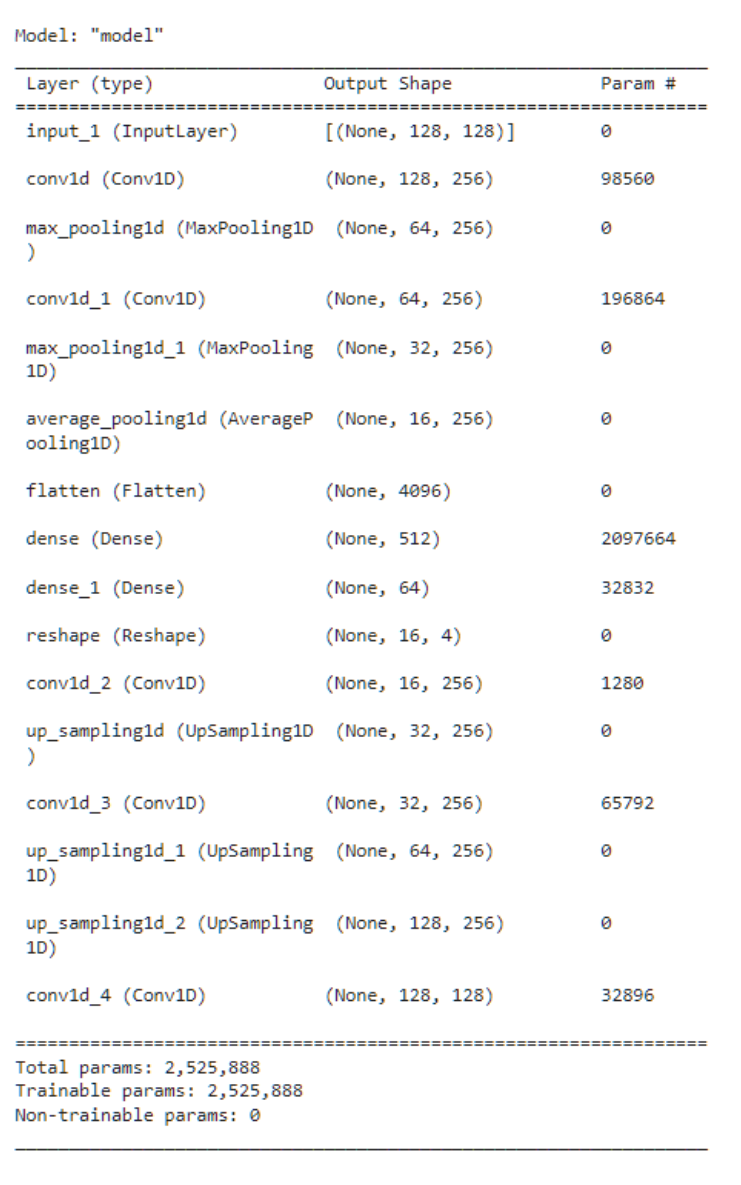 Model: "model"
Layer (type) Output Shape Param #
input_1 (InputLayer) [(None, 128, 128)] 0
conv1d (Conv1D) (None, 128, 256) 98560
max_pooling1d (MaxPooling1D (None, 64, 256) 0
)
conv1d_1 (Conv1D) (None, 64, 256) 196864
max_pooling1d_1 (MaxPooling (None, 32, 256) 0
1D)
average_pooling1d (AverageP (None, 16, 256) 0
ooling1D)
flatten (Flatten) (None, 4096) 0
dense (Dense) (None, 512) 2097664
dense_1 (Dense) (None, 64) 32832
reshape (Reshape) (None, 16, 4) 0
conv1d_2 (Conv1D) (None, 16, 256) 1280
up_sampling1d (UpSampling1D (None, 32, 256) 0
)
conv1d_3 (Conv1D) (None, 32, 256) 65792
up_sampling1d_1 (UpSampling (None, 64, 256) 0
1D)
up_sampling1d_2 (UpSampling (None, 128, 256) 0
1D)
conv1d_4 (Conv1D) (None, 128, 128) 32896
Total params: 2,525,888
Trainable params: 2,525,888
Non-trainable params: 0